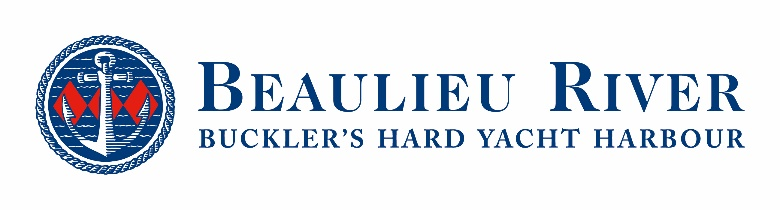 BEAULIEU RIVER
BUCKLER'S HARD YACHT HARBOUR